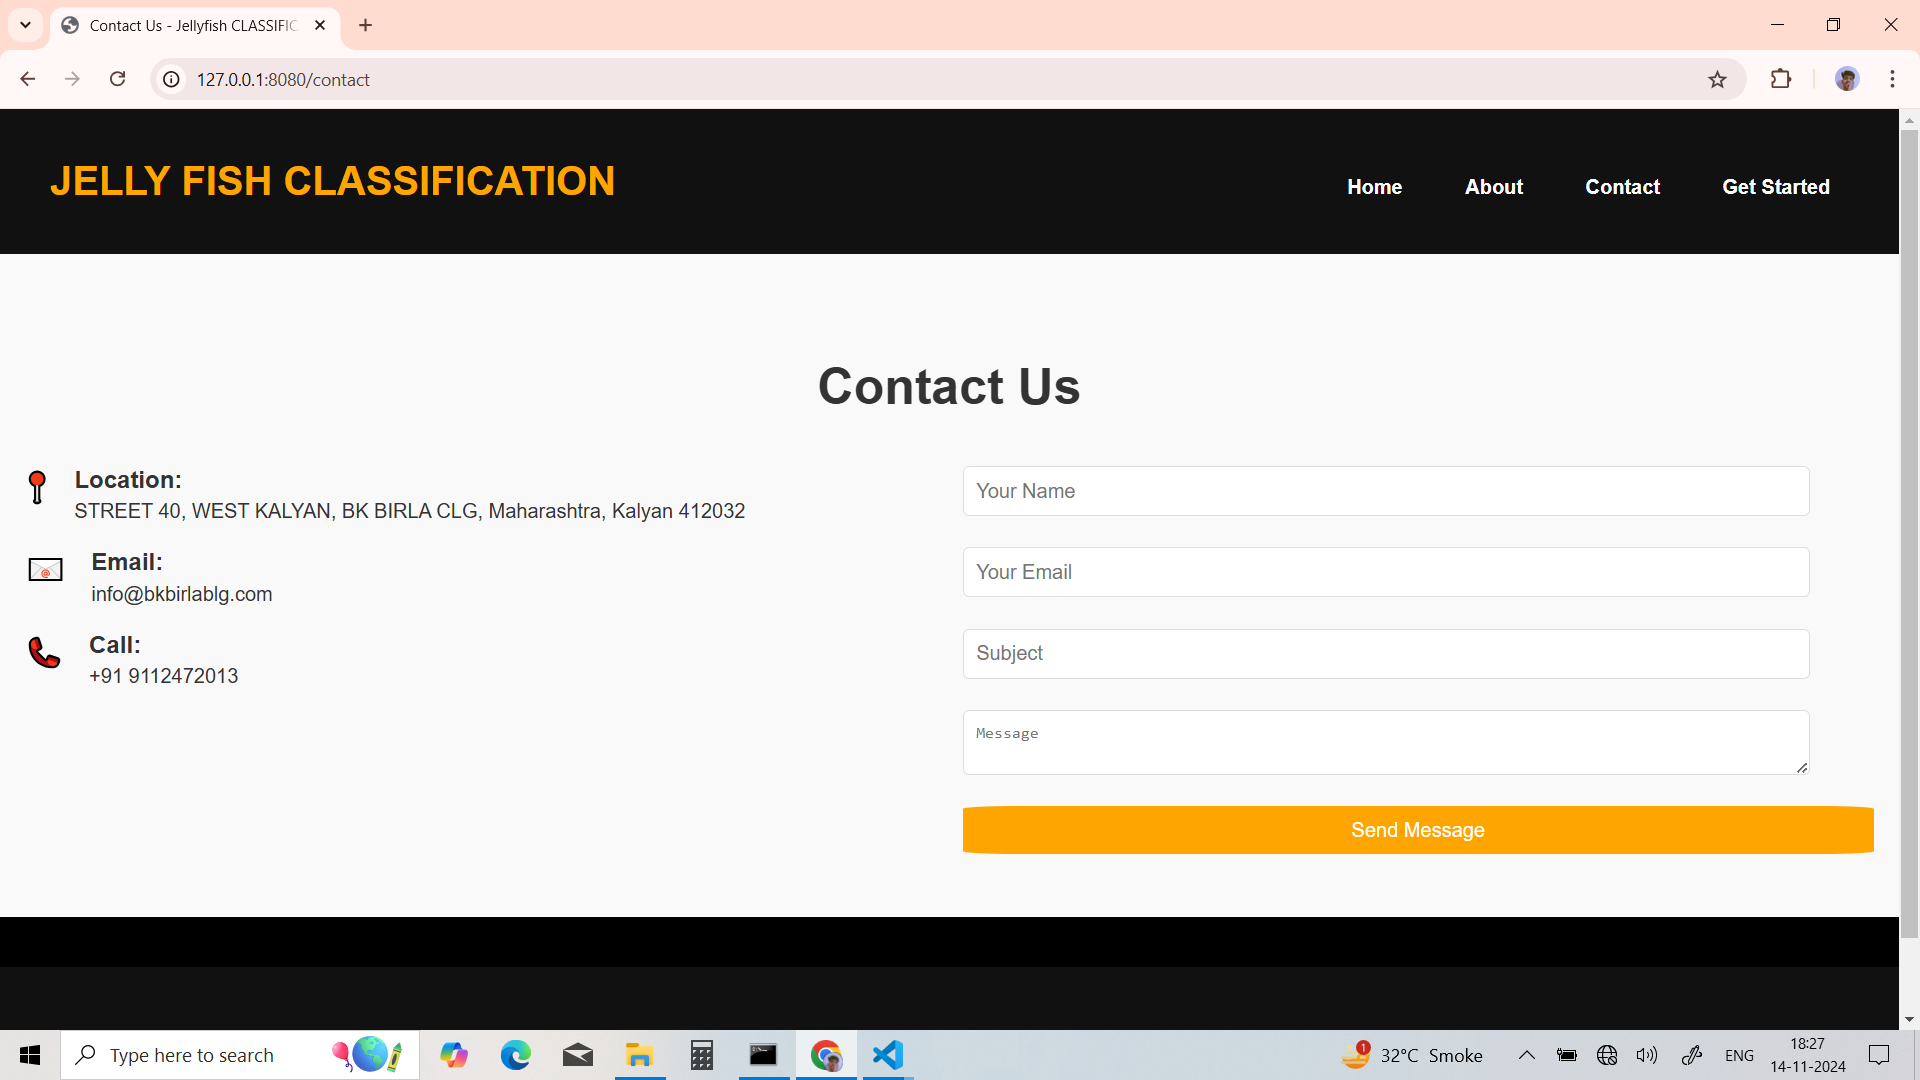 Contact Us - Jellyfish CLASSIFIC
127.0.0.1:8080/contact
JELLY FISH CLASSIFICATION
Home
About
Contact
Get Started
Contact Us
Location:
STREET 40, WEST KALYAN, BK BIRLA CLG, Maharashtra, Kalyan 412032
Email:
info@bkbirlablg.com
Call:
+91 9112472013
Your Name
Your Email
Subject
Message
Send Message
Type here to search
1
32°C Smoke
ENG
18:27
14-11-2024